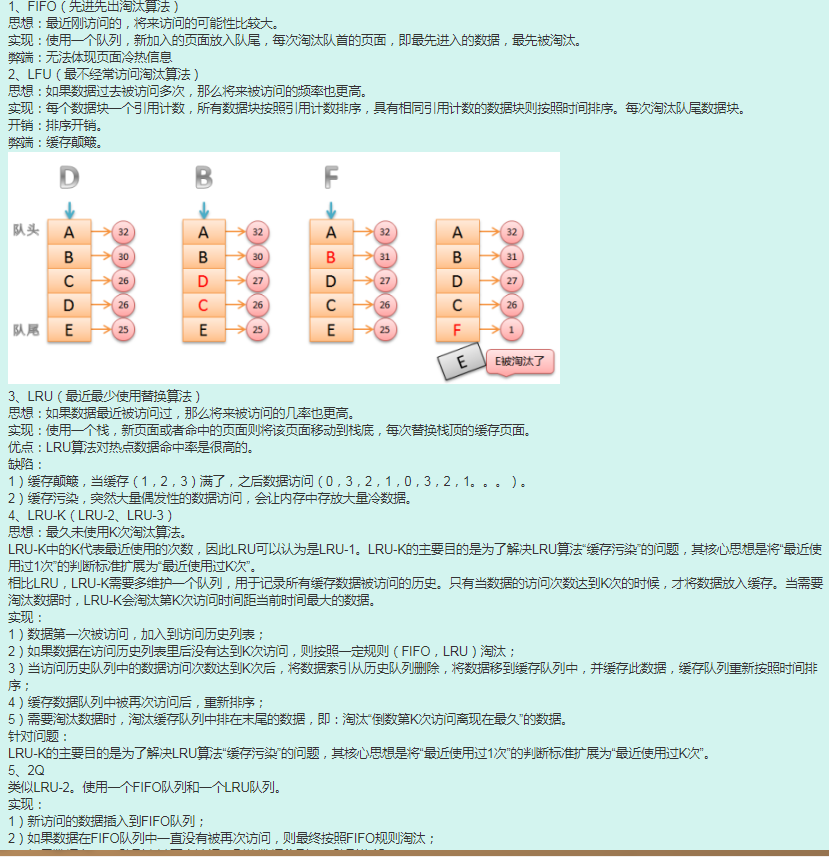 1、FIFO（先进先出淘汰算法）
思想：最近刚访问的，将来访问的可能性比较大。
实现：使用一个队列，新加入的页面放入队尾，每次淘汰队首的页面，即最先进入的数据，最先被淘汰。
弊端：无法体现页面冷热信息
2、LFU（最不经常访问淘汰算法）
思想：如果数据过去被访问多次，那么将来被访问的频率也更高。
实现：每个数据块一个引用计数，所有数据块按照引用计数排序，具有相同引用计数的数据块则按照时间排序。每次淘汰队尾数据块。
开销：排序开销。
弊端：缓存颠簸。
D B F
队头 A 32 A 32 A 32 A 32
B 30 B 30 B 31 B 31
C 26 D 27 D 27 D 27
D 26 C 26 C 26 C 26
队尾 E 25 E 25 E 25 F 1
E E被淘汰了
3、LRU（最近最少使用替换算法）
思想：如果数据最近被访问过，那么将来被访问的几率也更高。
实现：使用一个栈，新页面或者命中的页面则将该页面移动到栈底，每次替换栈顶的缓存页面。
优点：LRU算法对热点数据命中率是很高的。
缺陷：
1）缓存颠簸，当缓存（1，2，3）满了，之后数据访问（0，3，2，1，0，3，2，1。。。）。
2）缓存污染，突然大量偶发性的数据访问，会让内存中存放大量冷数据。
4、LRU-K（LRU-2、LRU-3）
思想：最久未使用K次淘汰算法。
LRU-K中的K代表最近使用的次数，因此LRU可以认为是LRU-1。LRU-K的主要目的是为了解决LRU算法“缓存污染”的问题，其核心思想是将“最近使
用过1次”的判断标准扩展为“最近使用过K次”。
相比LRU，LRU-K需要多维护一个队列，用于记录所有缓存数据被访问的历史。只有当数据的访问次数达到K次的时候，才将数据放入缓存。当需要
淘汰数据时，LRU-K会淘汰第K次访问时间距当前时间最大的数据。
实现：
1）数据第一次被访问，加入到访问历史列表；
2）如果数据在访问历史列表里后没有达到K次访问，则按照一定规则（FIFO，LRU）淘汰；
3）当访问历史队列中的数据访问次数达到K次后，将数据索引从历史队列删除，将数据移到缓存队列中，并缓存此数据，缓存队列重新按照时间排
序；
4）缓存数据队列中被再次访问后，重新排序；
5）需要淘汰数据时，淘汰缓存队列中排在末尾的数据，即：淘汰“倒数第K次访问离现在最久”的数据。
针对问题：
LRU-K的主要目的是为了解决LRU算法“缓存污染”的问题，其核心思想是将“最近使用过1次”的判断标准扩展为“最近使用过K次”。
5、2Q
类似LRU-2。使用一个FIFO队列和一个LRU队列。
实现：
1）新访问的数据插入到FIFO队列；
2）如果数据在FIFO队列中一直没有被再次访问，则最终按照FIFO规则淘汰；